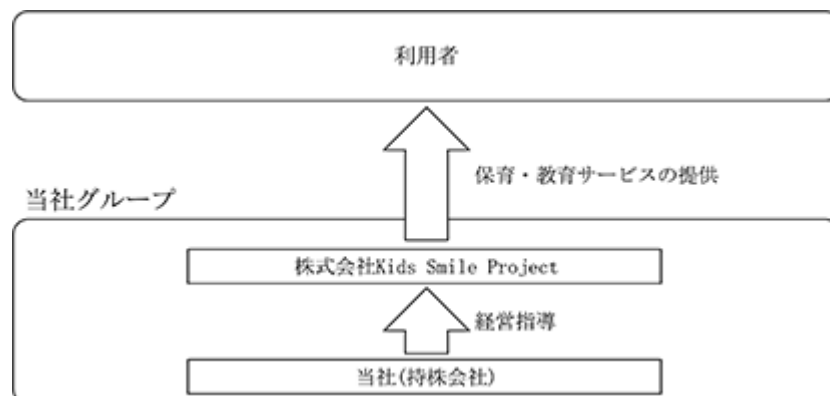 利用者
保育・教育サービスの提供
当社グループ
株式会社Kids Smile Project
経営指導
当社(持株会社)